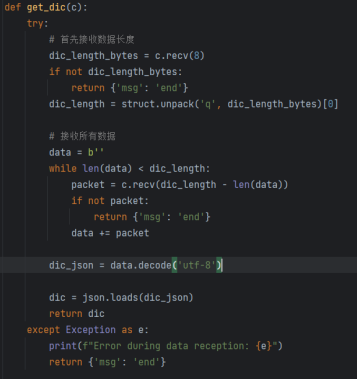 def get_dic(c):
    try:
        # 首先接收数据长度
        dic_length_bytes = c.recv(8)
        if not dic_length_bytes:
            return {'msg': 'end'}
        dic_length = struct.unpack('q', dic_length_bytes)[0]

        # 接收所有数据
        data = b''
        while len(data) < dic_length:
            packet = c.recv(dic_length - len(data))
            if not packet:
                return {'msg': 'end'}
            data += packet

        dic_json = data.decode('utf-8')

        dic = json.loads(dic_json)
        return dic
    except Exception as e:
        print(f"Error during data reception: {e}")
        return {'msg': 'end'}